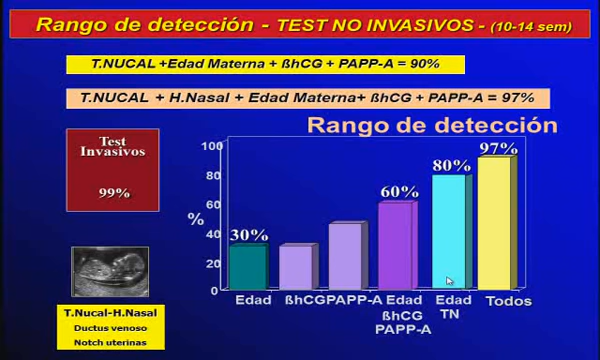 Rango de detección - TEST NO INVASIVOS - (10-14 sem)
T.NUCAL +Edad Materna + ßhCG + PAPP-A = 90%
T.NUCAL + H.Nasal + Edad Materna+ ßhCG + PAPP-A = 97%
Rango de detección
Test
Invasivos
99%
100
80
60
40
20
0
%
30%
60%
80%
97%
Edad
ßhCG
PAPP-A
Edad
ßhCG
PAPP-A
Edad
TN
Todos
T.Nucal-H.Nasal
Ductus venoso
Notch uterinas